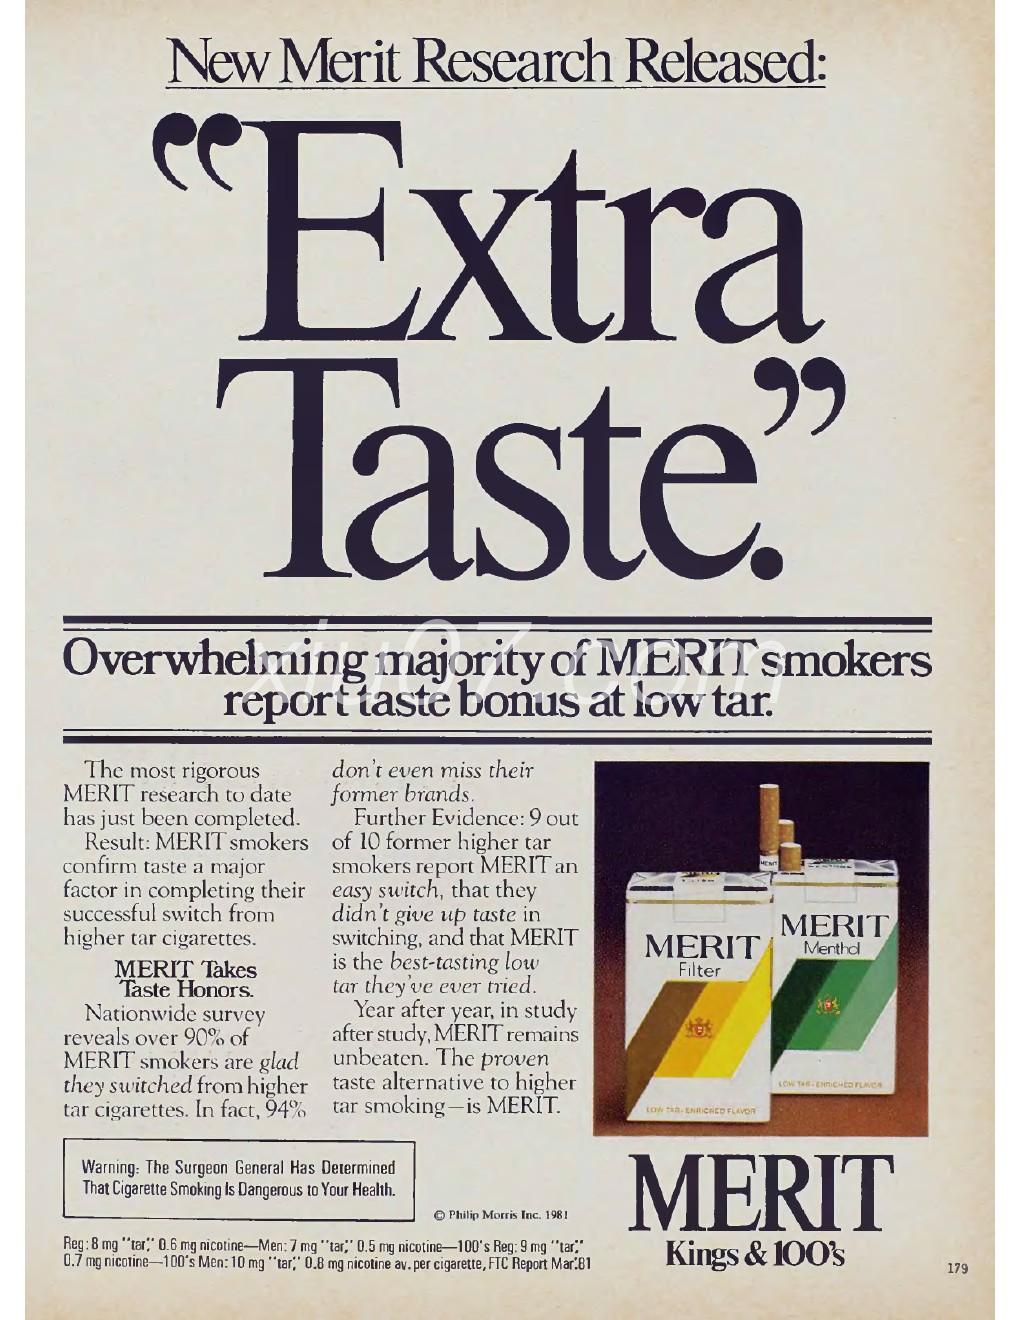 New Merit Research Released:
“Extra
Taste.”
Overwhelming majority of MERIT smokers
report taste bonus at low tar.
xiu07.com
The most rigorous
MERIT research to date
has just been completed.
Result: MERIT smokers
confirm taste a major
factor in completing their
successful switch from
higher tar cigarettes.
MERIT Takes
Taste Honors.
Nationwide survey
reveals over 90% of
MERIT smokers are glad
they switched from higher
tar cigarettes. In fact, 94%
don't even miss their
former brands.
Further Evidence: 9 out
of 10 former higher tar
smokers report MERIT an
easy switch, that they
didn't give up taste in
switching, and that MERIT
is the best-tasting low
tar they've ever tried.
Year after year, in study
after study, MERIT remains
unbeaten. The proven
taste alternative to higher
tar smoking—is MERIT.
MERIT
MERIT
Filter
LOW TAR-ENRICHED FLAVOR
MERIT
Menthol
LOW TAR-ENRICHED FLAVOR
Warning: The Surgeon General Has Determined
That Cigarette Smoking Is Dangerous to Your Health.
© Philip Morris Inc. 1981
Reg: 8 mg "tar," 0.6 mg nicotine—Men: 7 mg "tar," 0.5 mg nicotine—100's Reg: 9 mg "tar,"
0.7 mg nicotine—100's Men: 10 mg "tar," 0.8 mg nicotine av. per cigarette, FTC Report Mar.'81
MERIT
Kings & 100's
179